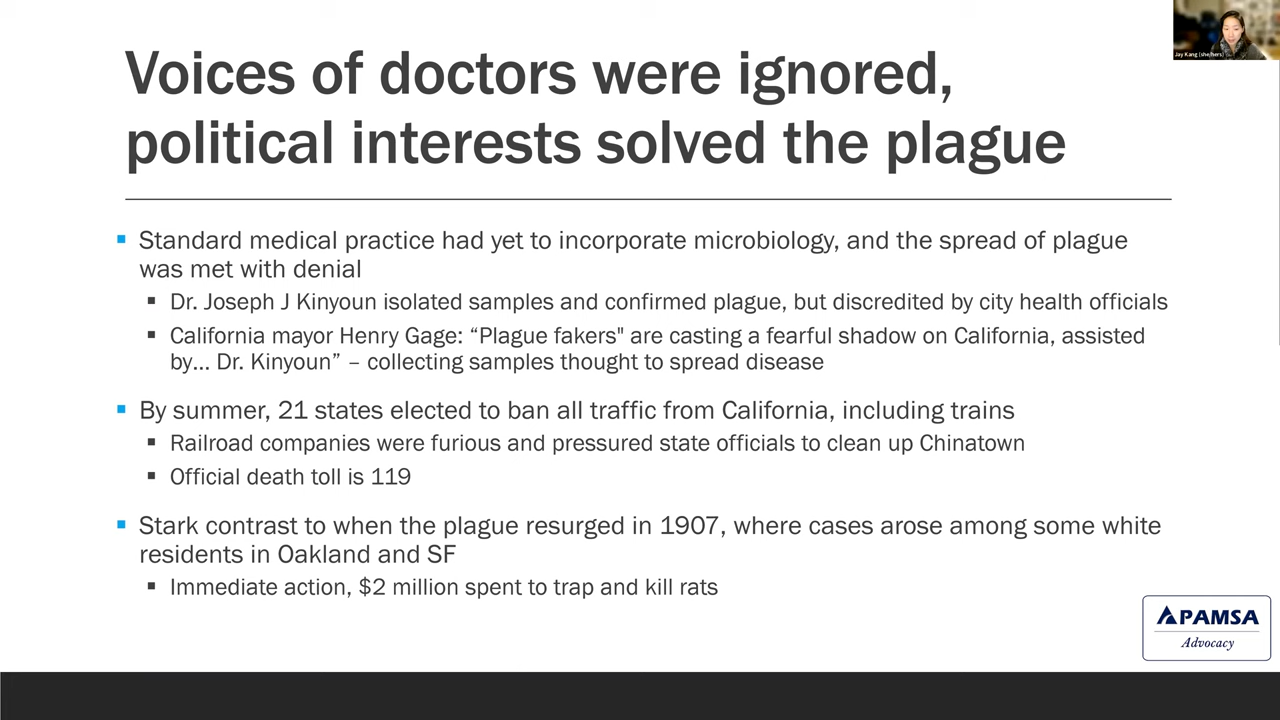 Jay Kang (she/hers)
Voices of doctors were ignored,
political interests solved the plague
▪ Standard medical practice had yet to incorporate microbiology, and the spread of plague
was met with denial
▪ Dr. Joseph J Kinyoun isolated samples and confirmed plague, but discredited by city health officials
▪ California mayor Henry Gage: “Plague fakers" are casting a fearful shadow on California, assisted
by... Dr. Kinyoun” – collecting samples thought to spread disease
▪ By summer, 21 states elected to ban all traffic from California, including trains
▪ Railroad companies were furious and pressured state officials to clean up Chinatown
▪ Official death toll is 119
▪ Stark contrast to when the plague resurged in 1907, where cases arose among some white
residents in Oakland and SF
▪ Immediate action, $2 million spent to trap and kill rats
APAMSA
Advocacy